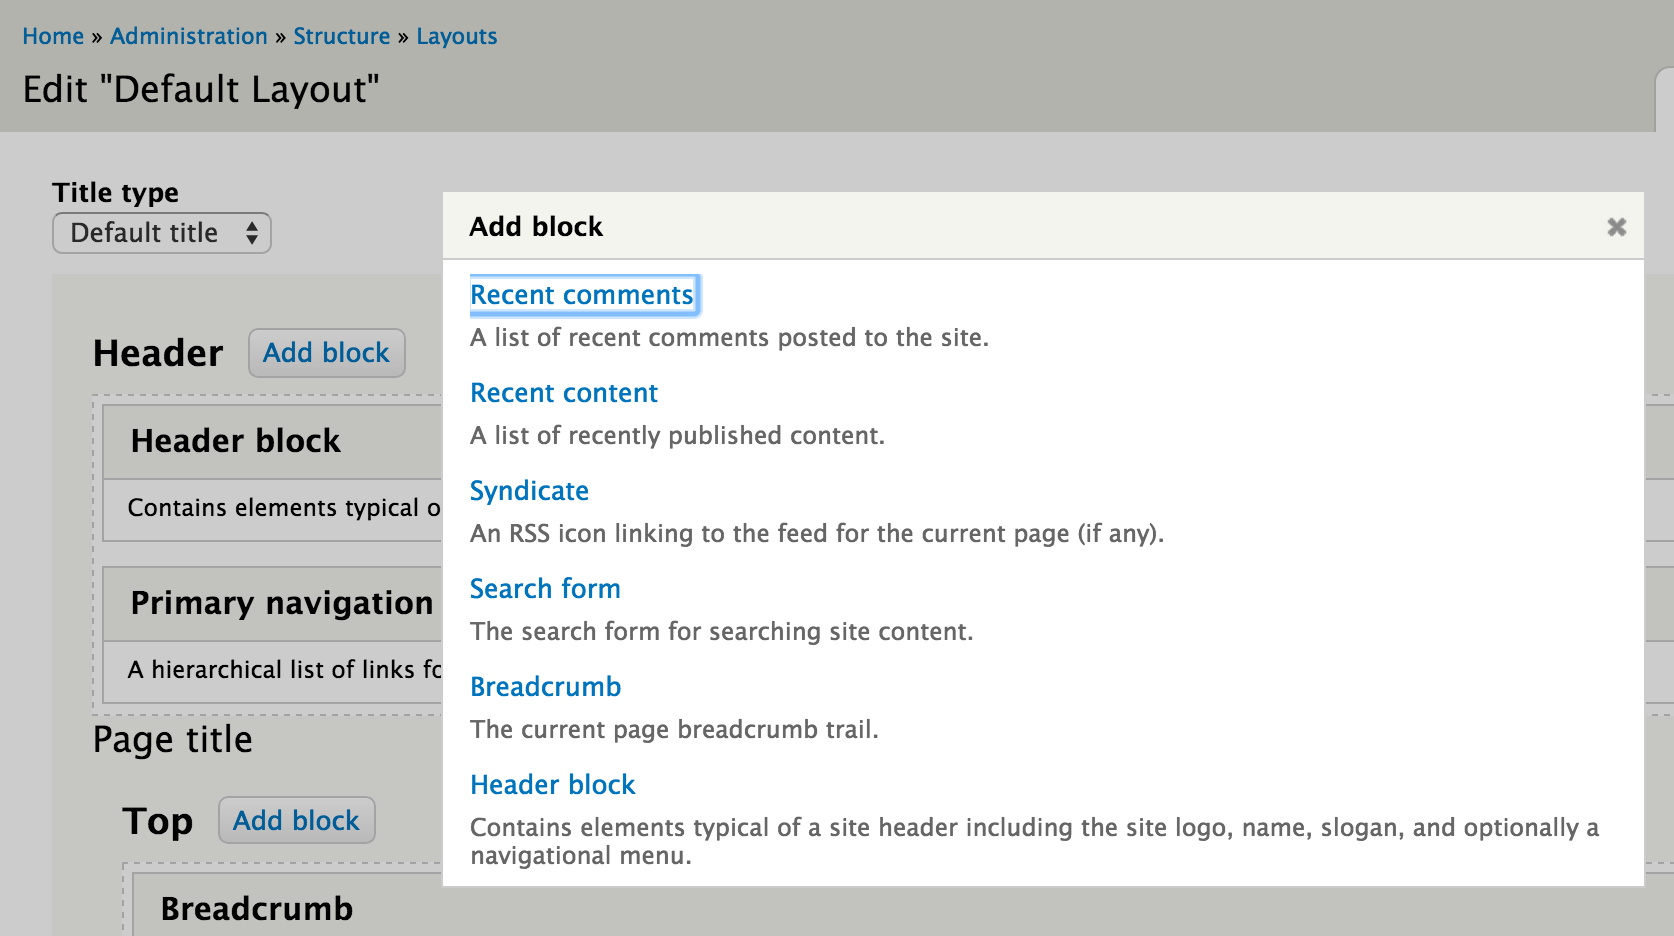 Home » Administration » Structure » Layouts
Edit "Default Layout"
Title type
Default title
Header Add block
Header block
Contains elements typical o
Primary navigation
A hierarchical list of links fo
Page title
Top Add block
Breadcrumb
Add block
Recent comments
A list of recent comments posted to the site.
Recent content
A list of recently published content.
Syndicate
An RSS icon linking to the feed for the current page (if any).
Search form
The search form for searching site content.
Breadcrumb
The current page breadcrumb trail.
Header block
Contains elements typical of a site header including the site logo, name, slogan, and optionally a
navigational menu.